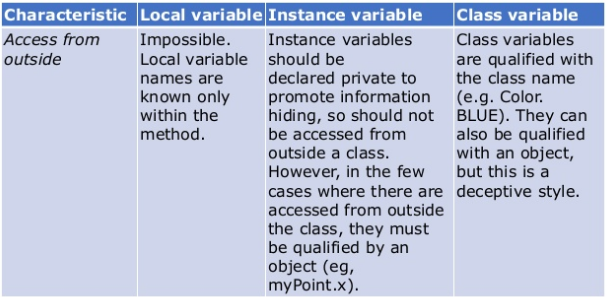 Characteristic Local variable Instance variable Class variable
Access from
outside
Impossible.
Local variable
names are
known only
within the
method.
Instance variables
should be
declared private to
promote information
hiding, so should not
be accessed from
outside a class.
However, in the few
cases where there are
accessed from outside
the class, they must
be qualified by an
object (eg,
myPoint.x).
Class variables
are qualified with
the class name
(e.g. Color.
BLUE). They can
also be qualified
with an object,
but this is a
deceptive style.